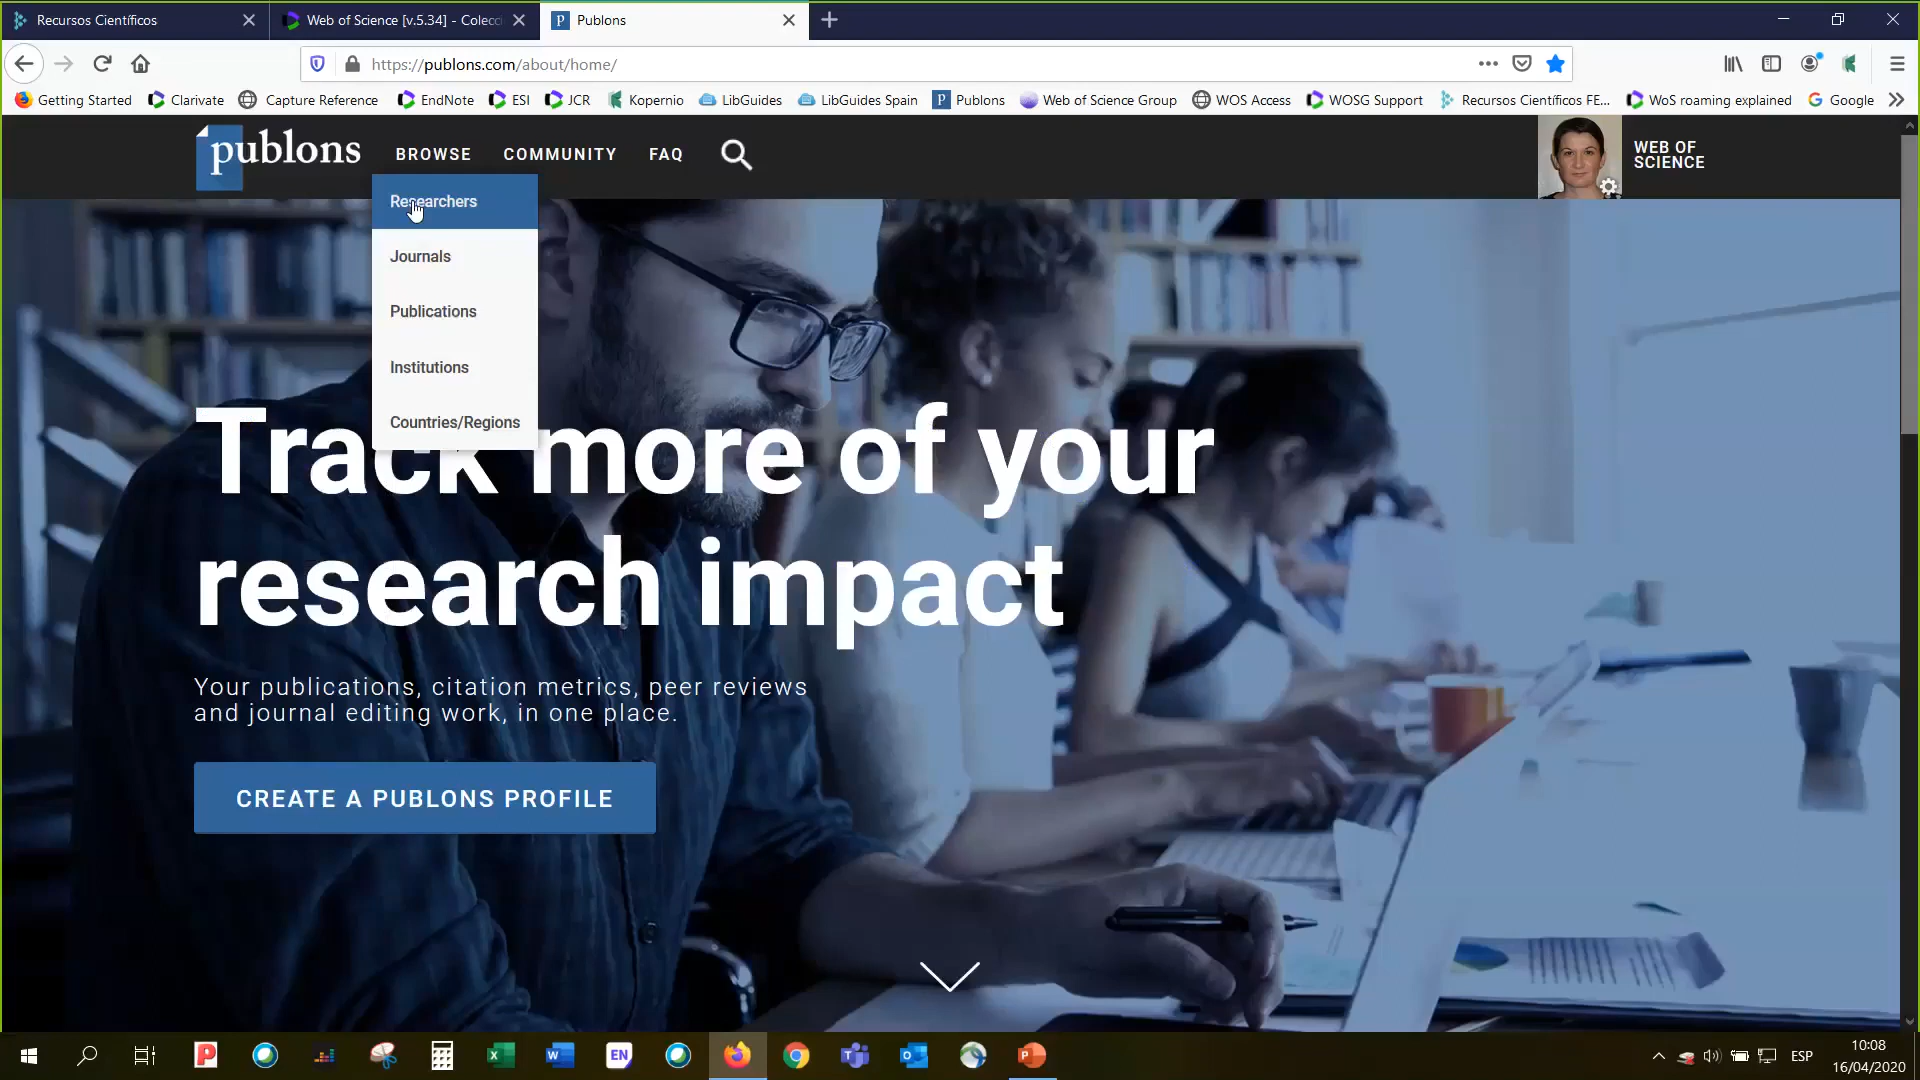 Recursos Científicos
Web of Science [v.5.34] - Colecc
Publons
https://publons.com/about/home/
Getting Started
Clarivate
Capture Reference
EndNote
ESI
JCR
Kopernio
LibGuides
LibGuides Spain
Publons
Web of Science Group
WOS Access
WOSG Support
Recursos Científicos FE...
WoS roaming explained
Google
publons
BROWSE
COMMUNITY
FAQ
WEB OF
SCIENCE
Researchers
Journals
Publications
Institutions
Countries/Regions
Track more of your
research impact
Your publications, citation metrics, peer reviews
and journal editing work, in one place.
CREATE A PUBLONS PROFILE
EN
ESP
10:08
16/04/2020